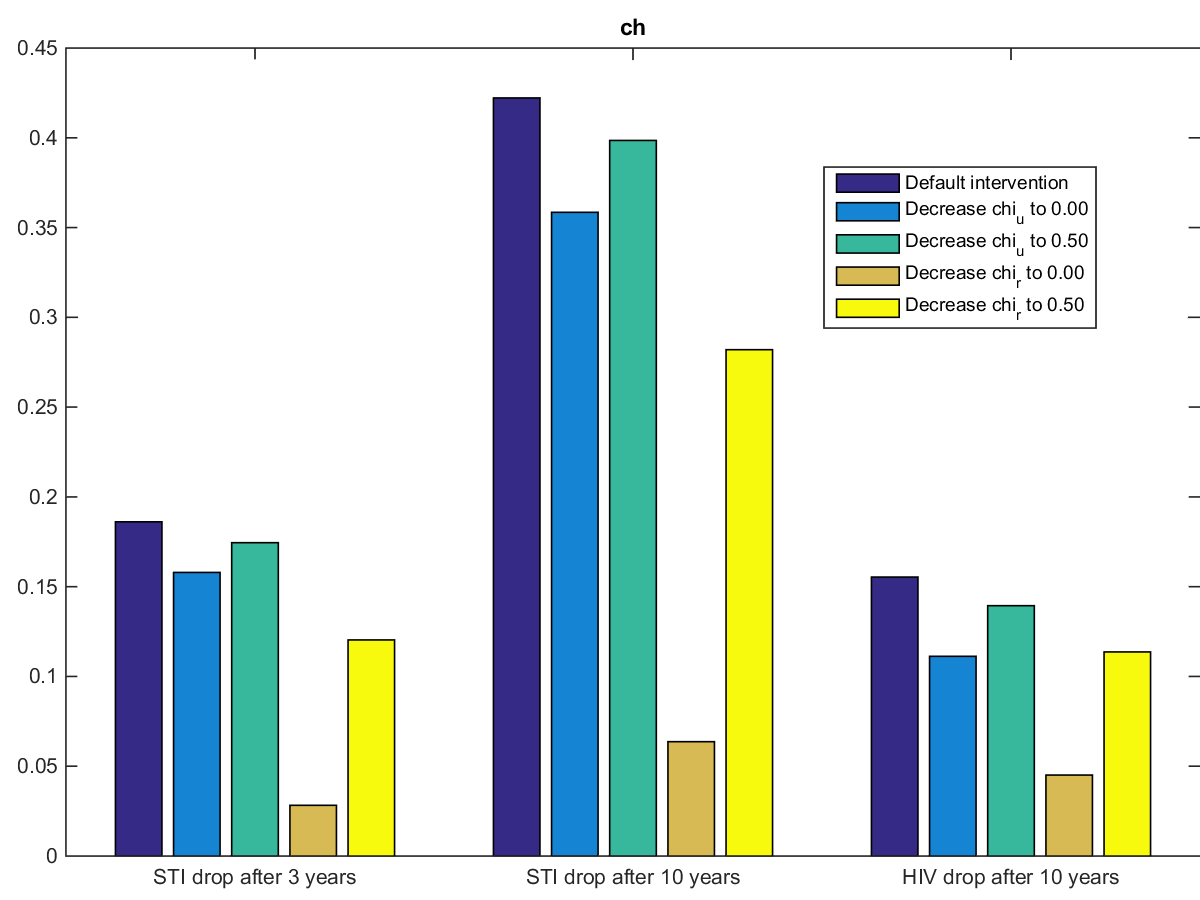 ch
0.45
0.4
0.35
0.3
0.25
0.2
0.15
0.1
0.05
0
Default intervention
Decrease chi_u to 0.00
Decrease chi_u to 0.50
Decrease chi_r to 0.00
Decrease chi_r to 0.50
STI drop after 3 years
STI drop after 10 years
HIV drop after 10 years